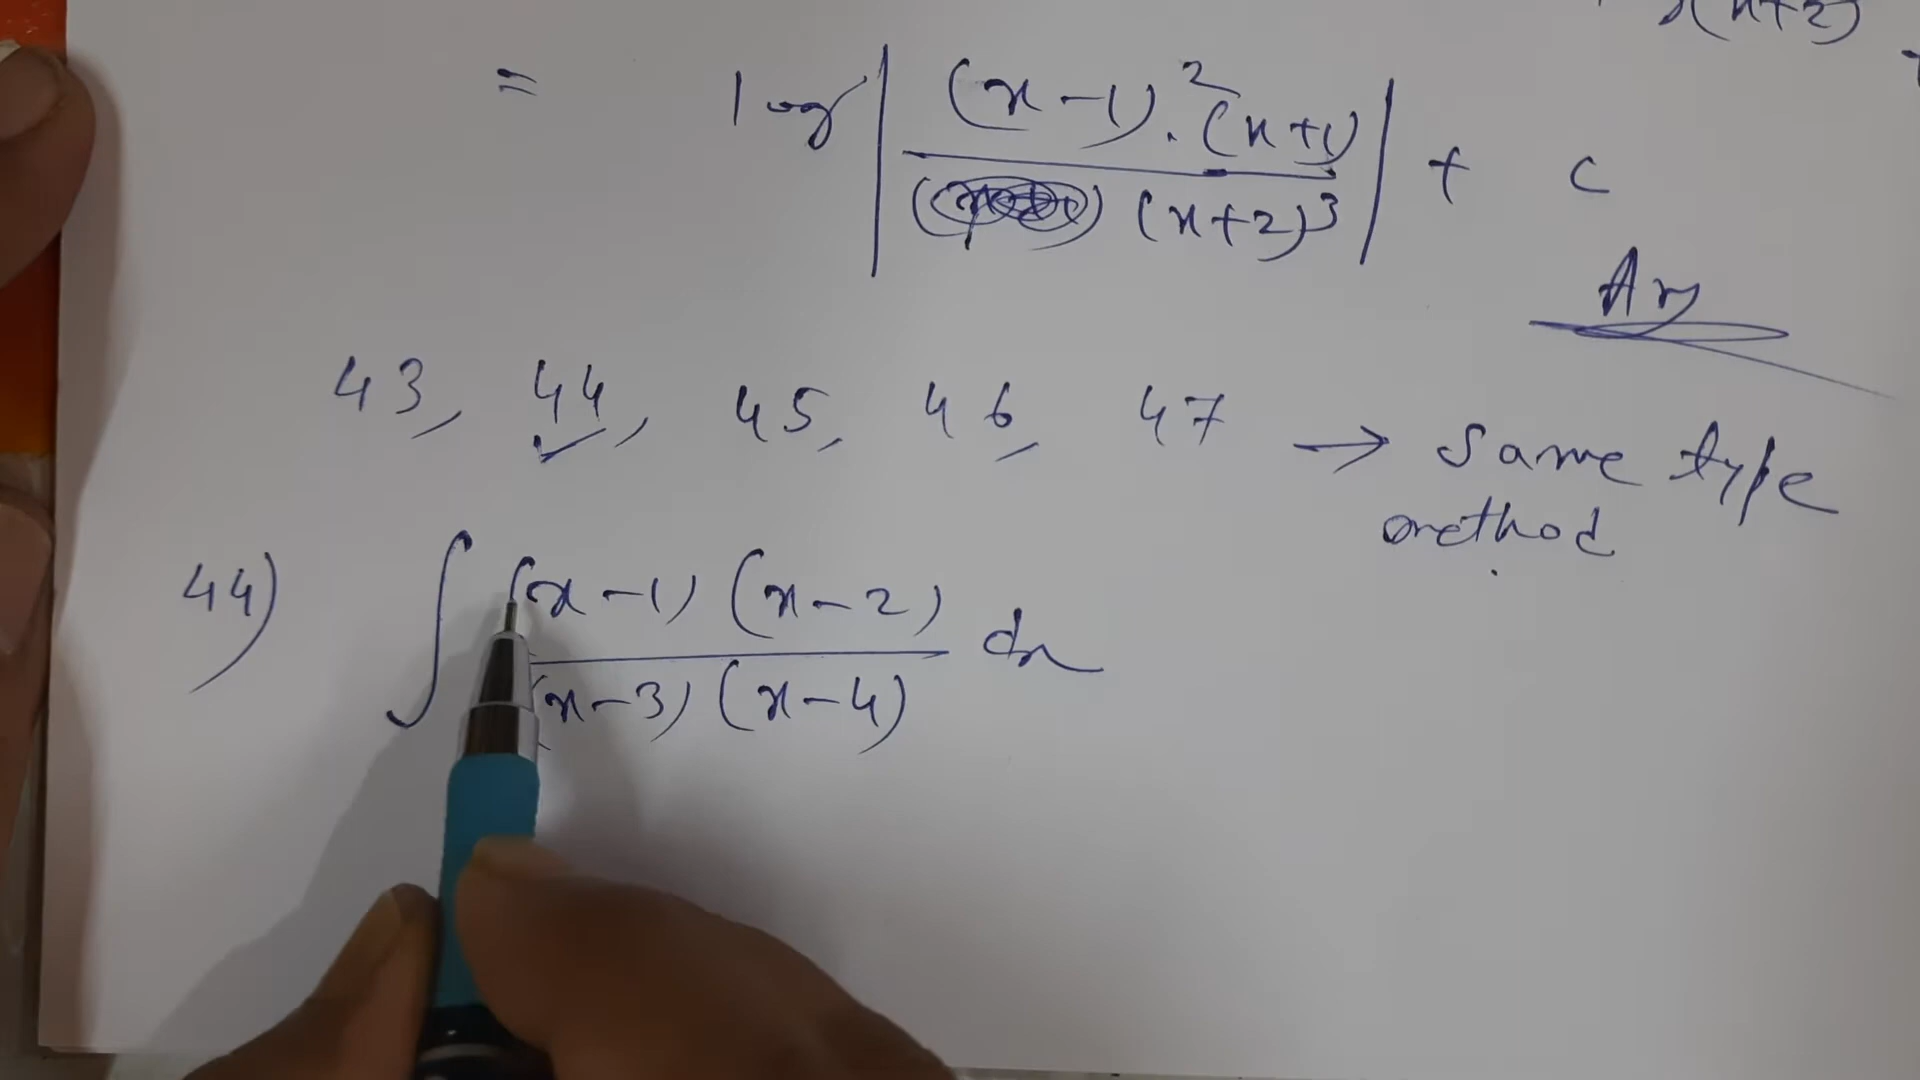 (x+2)
= log | (x-1)².(x+1) / (x+2)³ | + c
Ans
43, 44, 45, 46, 47 → Same type
method
44) ∫ (x-1) (x-2) / (x-3) (x-4) dx